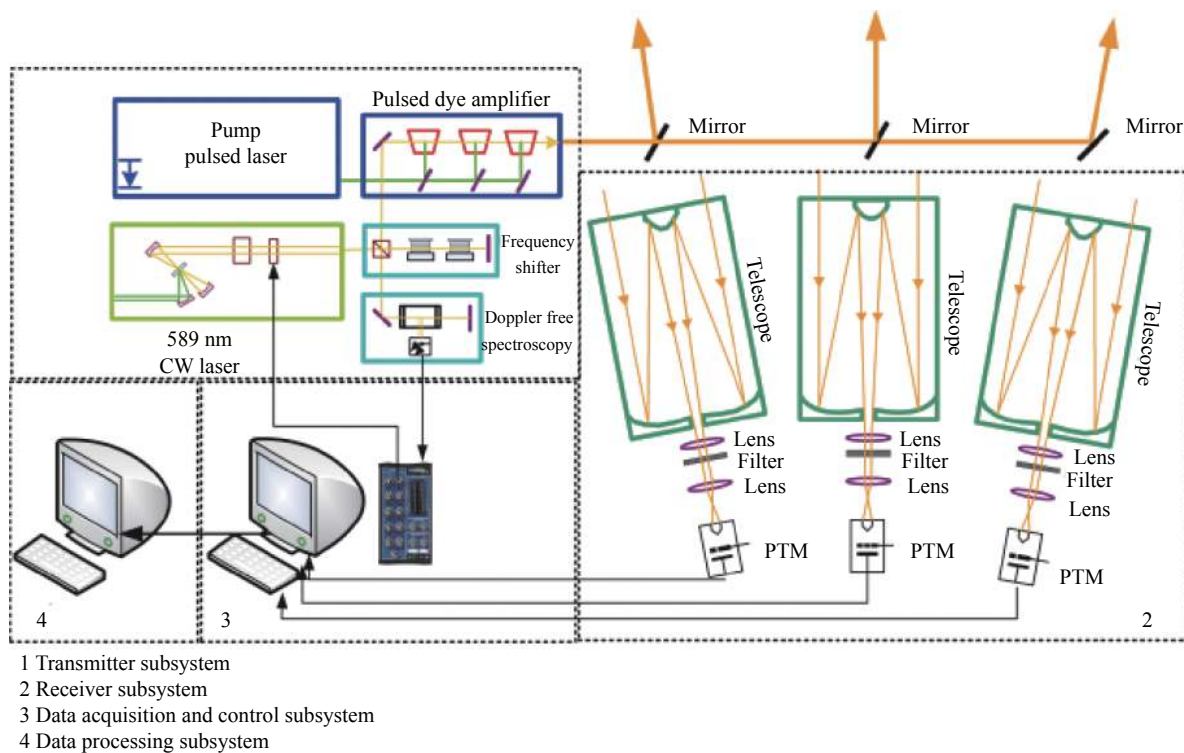 Pulsed dye amplifier
Pump
pulsed laser
Mirror
Mirror
Mirror
Frequency
shifter
Doppler free
spectroscopy
589 nm
CW laser
Telescope
Telescope
Telescope
Lens
Filter
Lens
Lens
Filter
Lens
Lens
Filter
Lens
PTM
PTM
PTM
4
3
2
1 Transmitter subsystem
2 Receiver subsystem
3 Data acquisition and control subsystem
4 Data processing subsystem